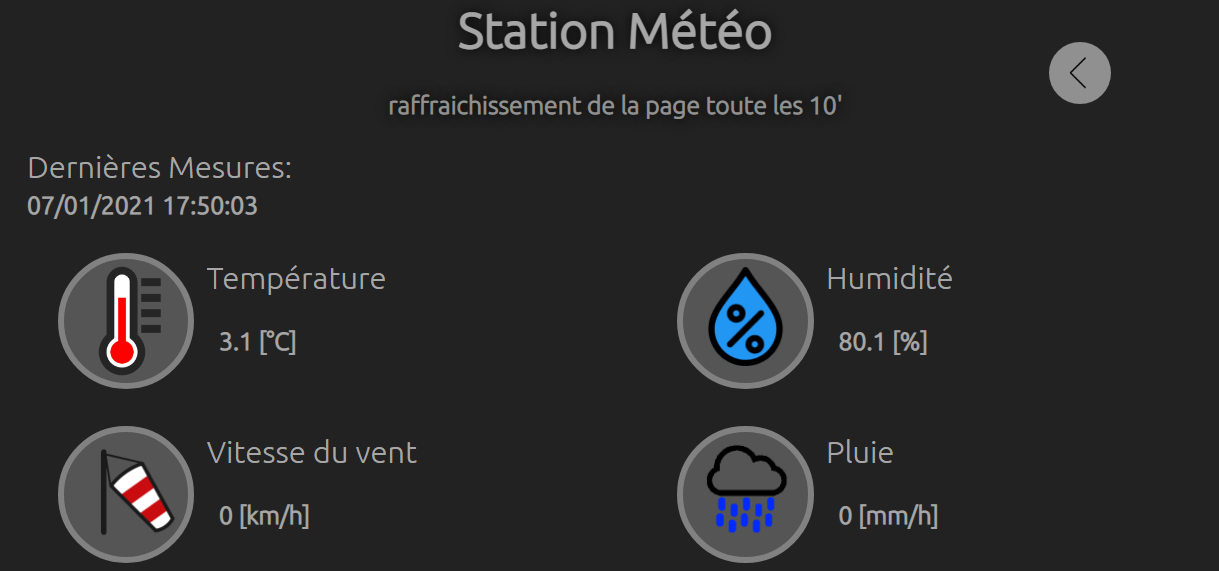 Station Météo
raffraichissement de la page toute les 10'
Dernières Mesures:
07/01/2021 17:50:03
Température
3.1 [°C]
Humidité
80.1 [%]
Vitesse du vent
0 [km/h]
Pluie
0 [mm/h]